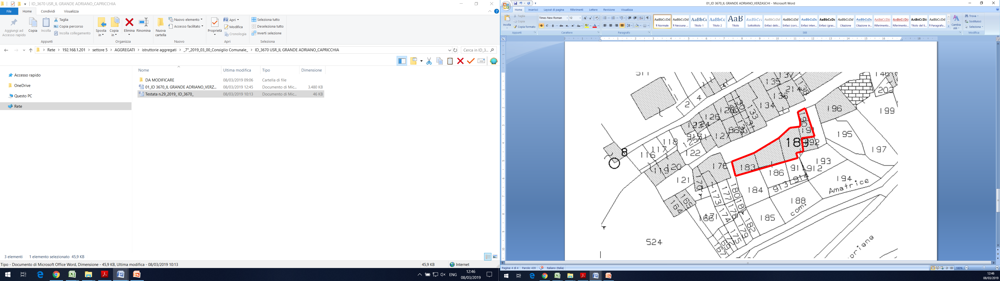 ID_3670 USR_IL GRANDE ADRIANO_CAPRICCHIA
File Home Condividi Visualizza
Aggiungi ad Accesso rapido
Copia
Incolla
Taglia
Copia percorso
Incolla collegamento
Appunti
Sposta in
Copia in
Elimina
Rinomina
Organizza
Nuova cartella
Nuovo elemento
Accesso facilitato
Nuovo
Proprietà
Apri
Modifica
Cronologia
Apri
Seleziona tutto
Deseleziona tutto
Inverti selezione
Seleziona
Rete 192.168.1.201 settore 5 AGGREGATI istruttorie aggregati _7°_2019_03_00_Consiglio Comunale_ ID_3670 USR_IL GRANDE ADRIANO_CAPRICCHIA
Cerca in ID_3...
Accesso rapido
OneDrive
Questo PC
Rete
Nome Ultima modifica Tipo Dimensione
DA MODIFICARE 08/03/2019 09:06 Cartella di file
01_ID 3670_IL GRANDE ADRIANO_VERZ... 08/03/2019 12:45 Documento di Mic... 3.480 KB
Testata n.29_2019_ ID_3670_ 08/03/2019 10:13 Documento di Mic... 46 KB
3 elementi 1 elemento selezionato 45,9 KB
Tipo - Documento di Microsoft Office Word, Dimensione - 45,9 KB, Ultima modifica - 08/03/2019 10:13 45,9 KB Internet
ENG 12:46
08/03/2019
01_ID 3670_IL GRANDE ADRIANO_VERZASCHI - Microsoft Word
Home Inserisci Layout di pagina Riferimenti Lettere Revisione Visualizza
Incolla
Taglia
Copia
Copia formato
Appunti
Times New Roman 12
Carattere
Paragrafo
AaBbCcDd AaBbCcDd AaBbCc AaBbCc AaB AaBbCc AaBbCcDd AaBbCcDd AaBbCcDc AaBbCcDc AaBbCcDd AaBbCcDc AaBbCcDd AaBbCcDd AaBbCcDd AaBbCcDd
¶ Normale ¶ Nessuna ... Titolo 1 Titolo 2 Titolo Sottotitolo Enfasi delic... Enfasi (cors... Enfasi inten... Enfasi (gras... Citazione Citazione in... Riferimento... Riferimento... Titolo del li... ¶ Paragrafo...
Stili
Cambia stili
Trova
Sostituisci
Seleziona
Modifica
511
135 137 146
214 138 202
136
4
2
134 196 199
126 133
123
127 863 195
118 122
117 116
192 197
8
189
183
193
119 120 176
186 91 912
121 179
913 914
194 Amatrice
184
180
177
173
188 com.
165
164
181
178
174
185
171
182
179
175
172
167
524
priana
Pagina: 4 di 4 Parole: 439 Italiano (Italia) 180%
12:46
08/03/2019